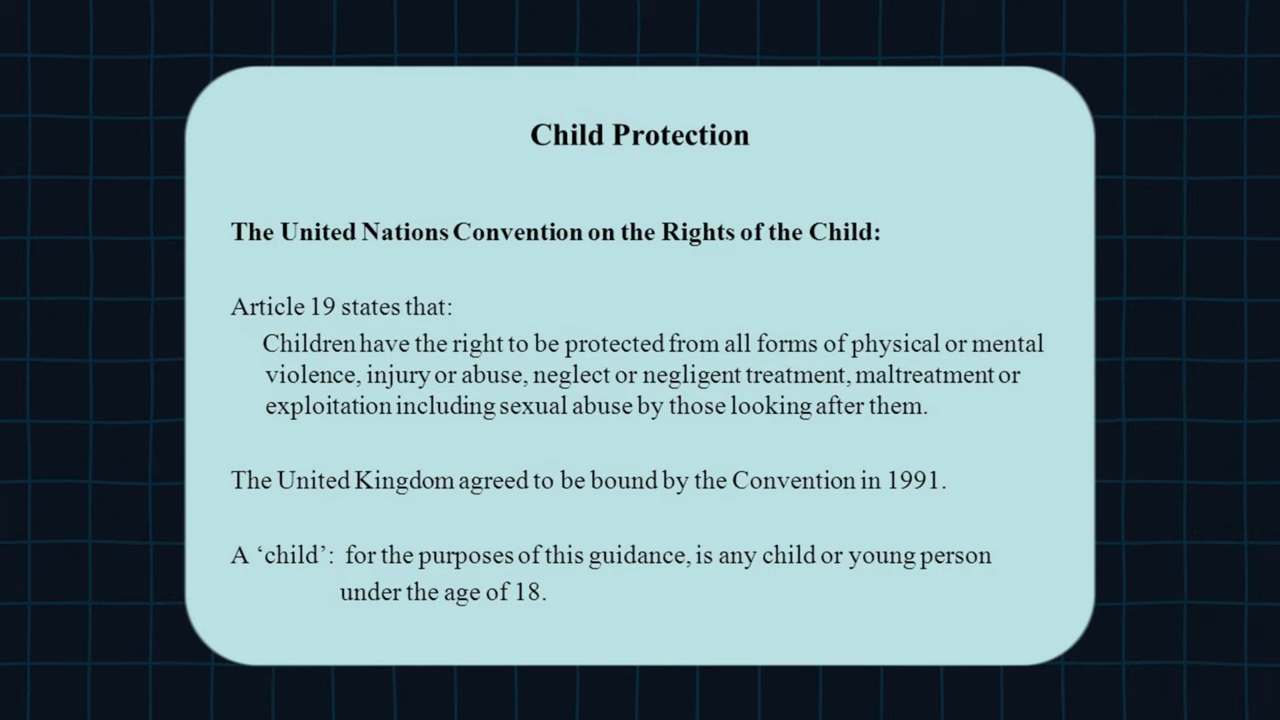 Child Protection
The United Nations Convention on the Rights of the Child:
Article 19 states that:
Children have the right to be protected from all forms of physical or mental
violence, injury or abuse, neglect or negligent treatment, maltreatment or
exploitation including sexual abuse by those looking after them.
The United Kingdom agreed to be bound by the Convention in 1991.
A ‘child’: for the purposes of this guidance, is any child or young person
under the age of 18.